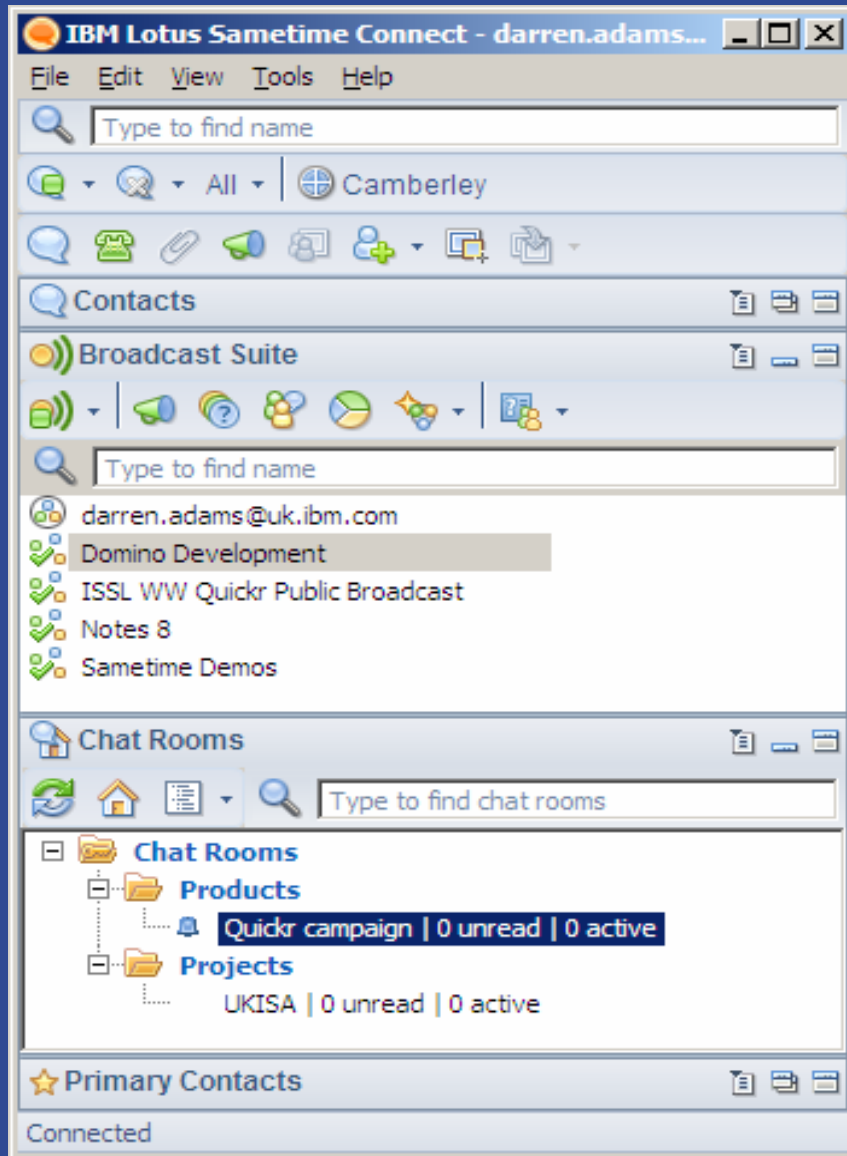 IBM Lotus Sametime Connect - darren.adams...
File Edit View Tools Help
Type to find name
All Camberley
Contacts
Broadcast Suite
Type to find name
darren.adams@uk.ibm.com
Domino Development
ISSL WW Quickr Public Broadcast
Notes 8
Sametime Demos
Chat Rooms
Type to find chat rooms
Chat Rooms
Products
Quickr campaign | 0 unread | 0 active
Projects
UKISA | 0 unread | 0 active
Primary Contacts
Connected